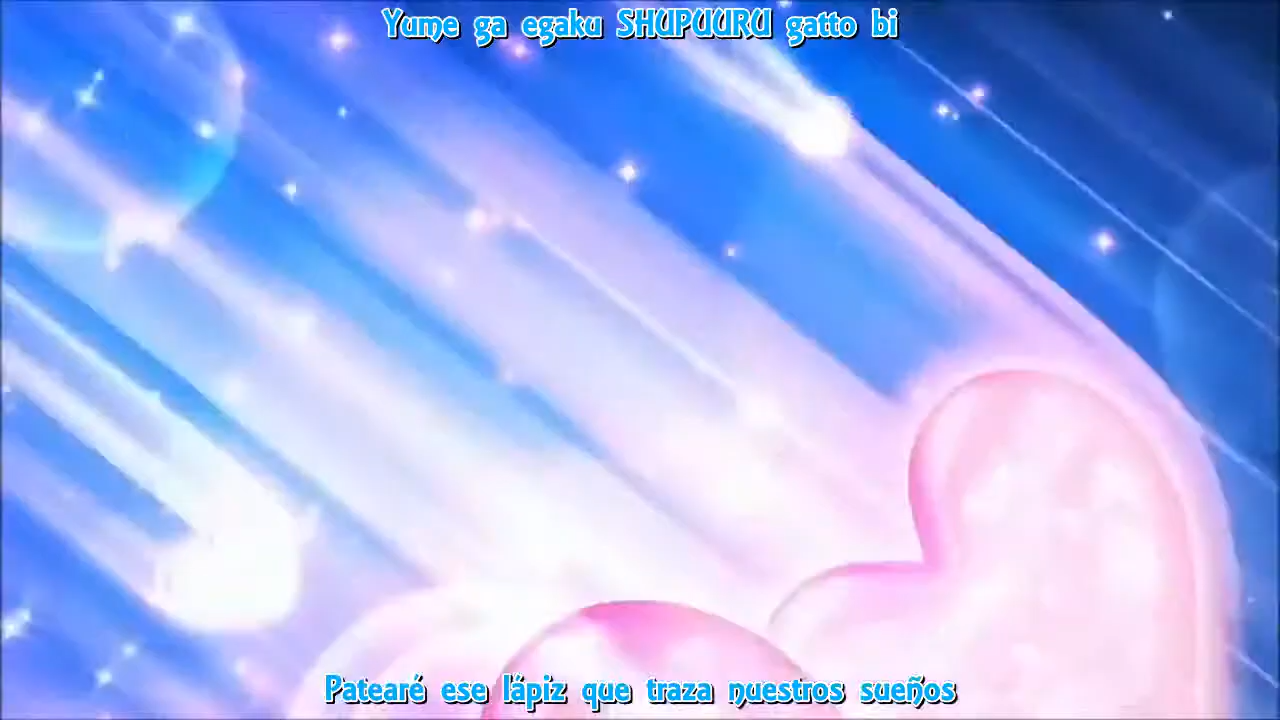 Yume ga egaku SHUPUURU gatto bi
Patearé ese lápiz que traza nuestros sueños